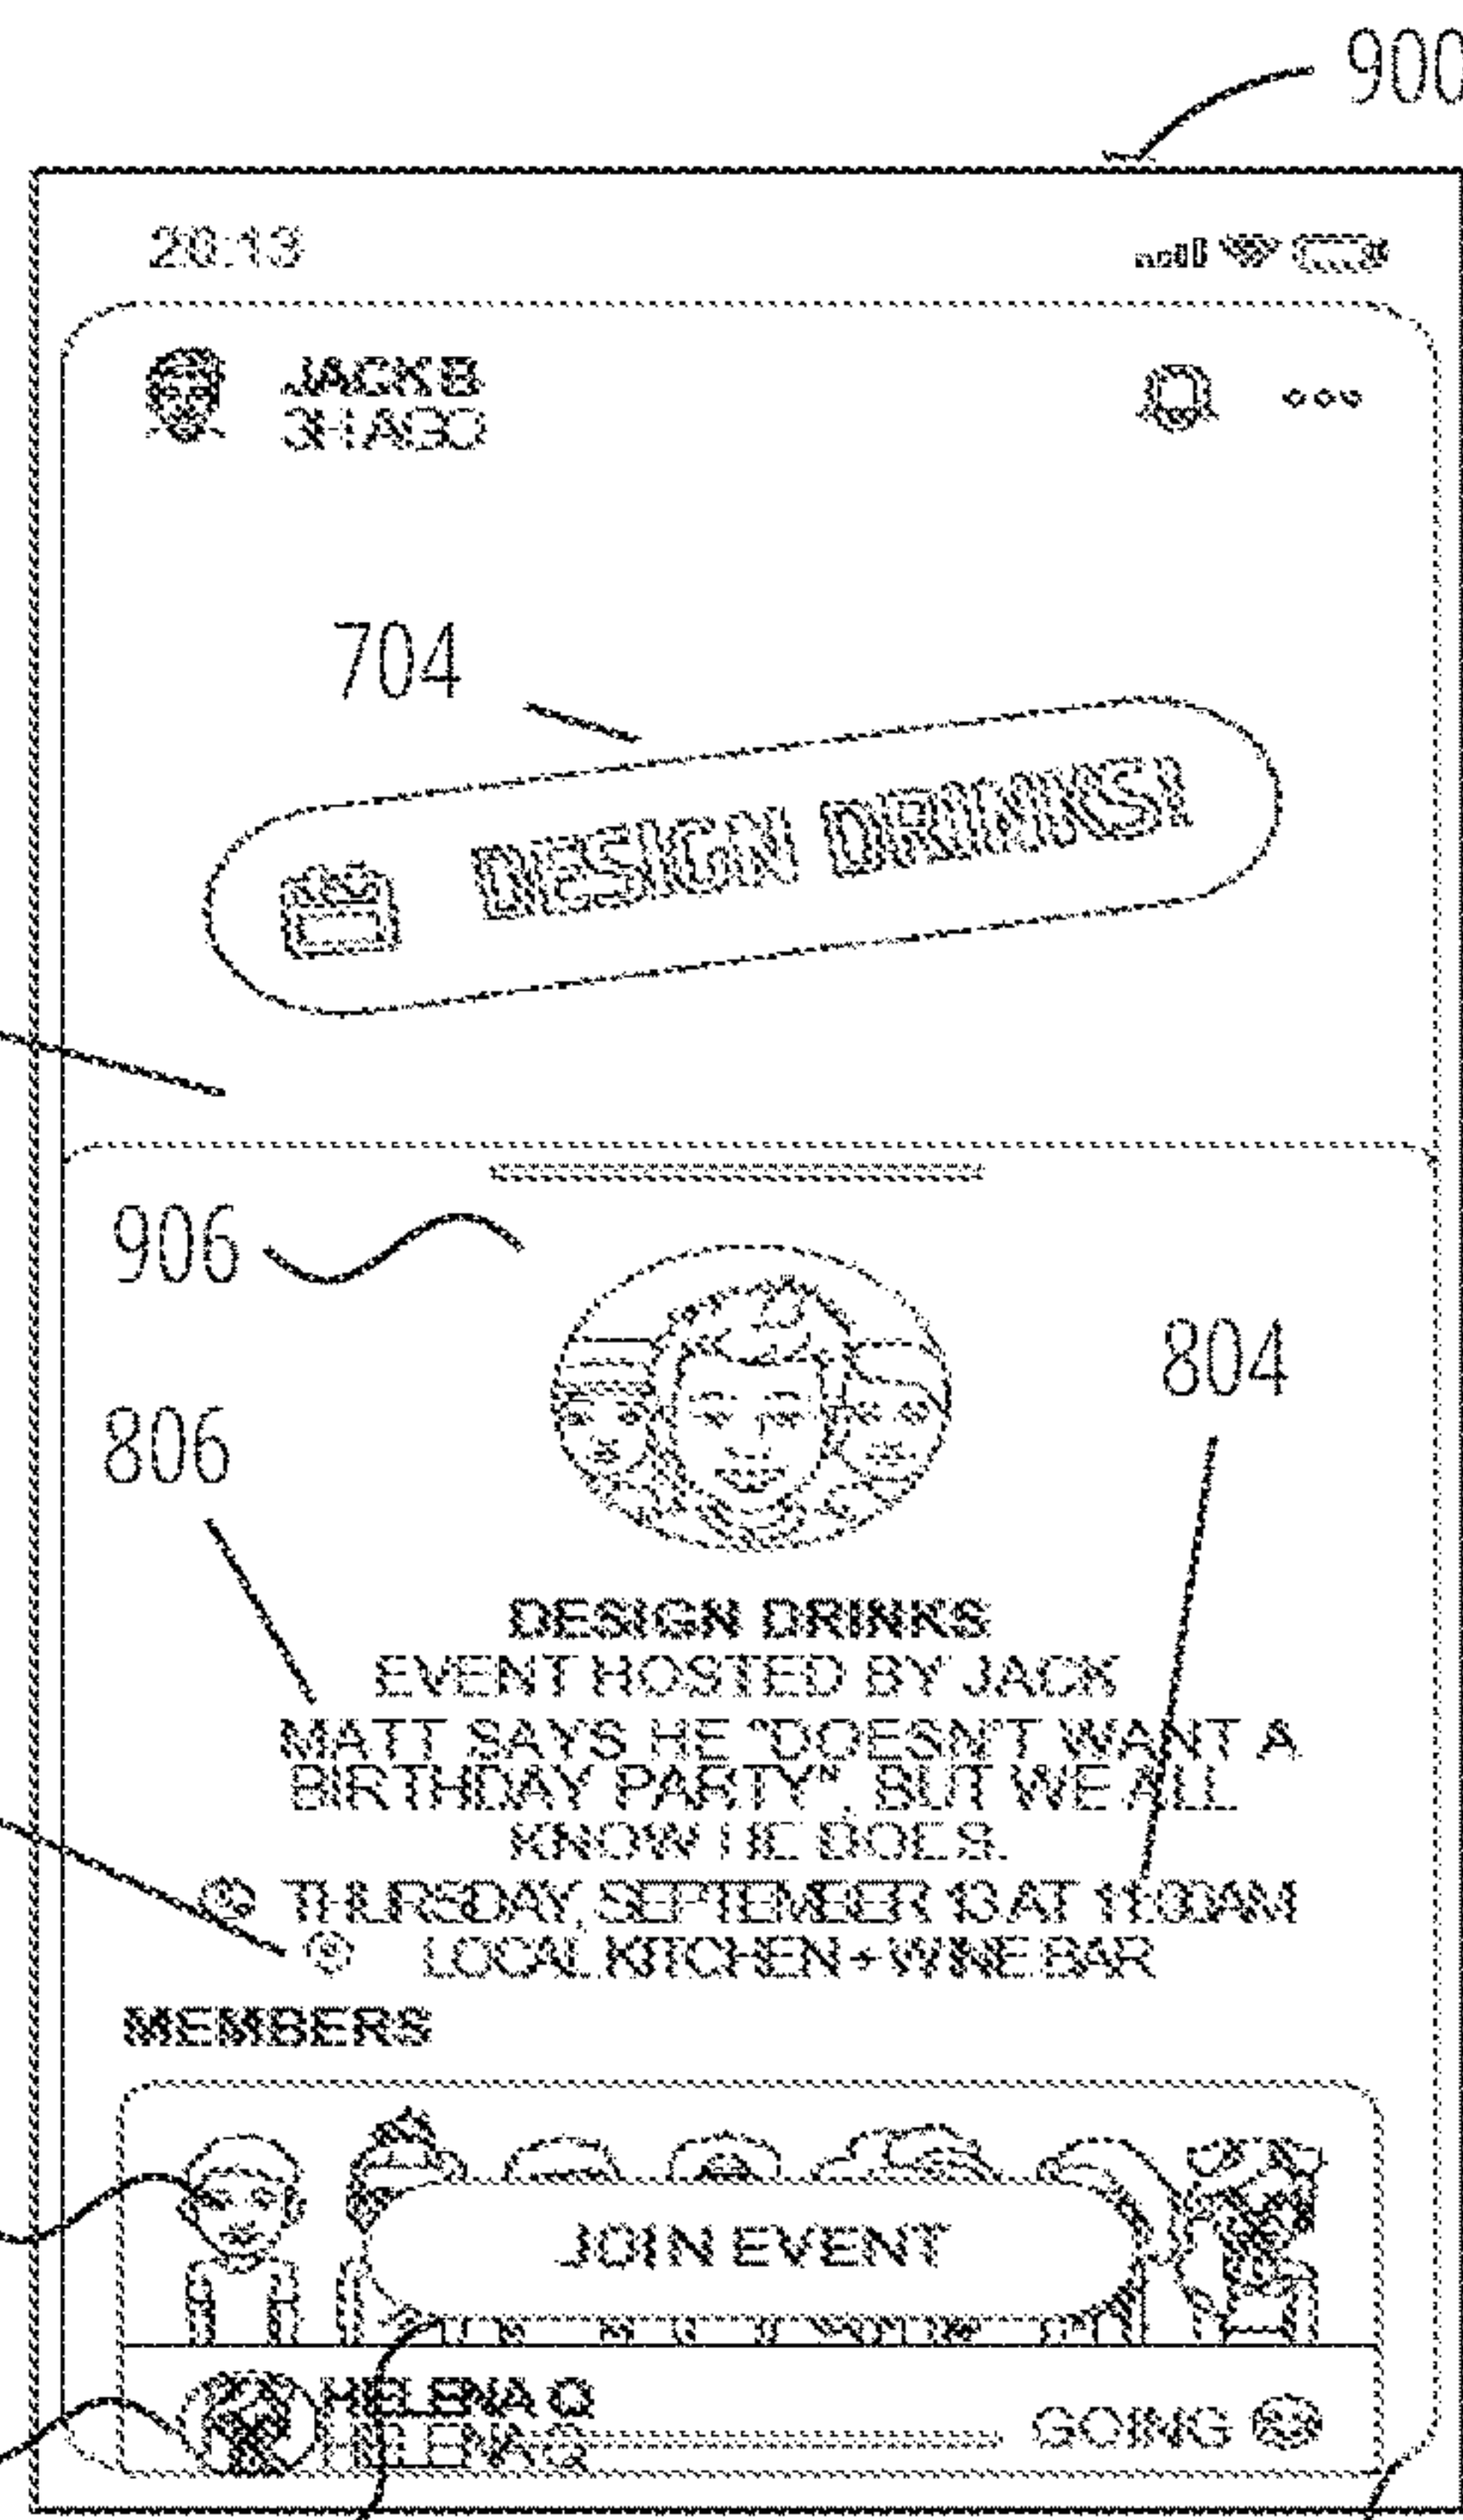 900
20:13
JACK B
3H AGO
704
DESIGN DRINKS!
906
804
806
DESIGN DRINKS
EVENT HOSTED BY JACK
MATT SAYS HE "DOESN'T WANT A
BIRTHDAY PARTY", BUT WE ALL
KNOW HE DOES.
THURSDAY, SEPTEMBER 13 AT 11:00AM
LOCAL KITCHEN + WINE BAR
MEMBERS
JOIN EVENT
HELENA Q
HELENA Q
GOING